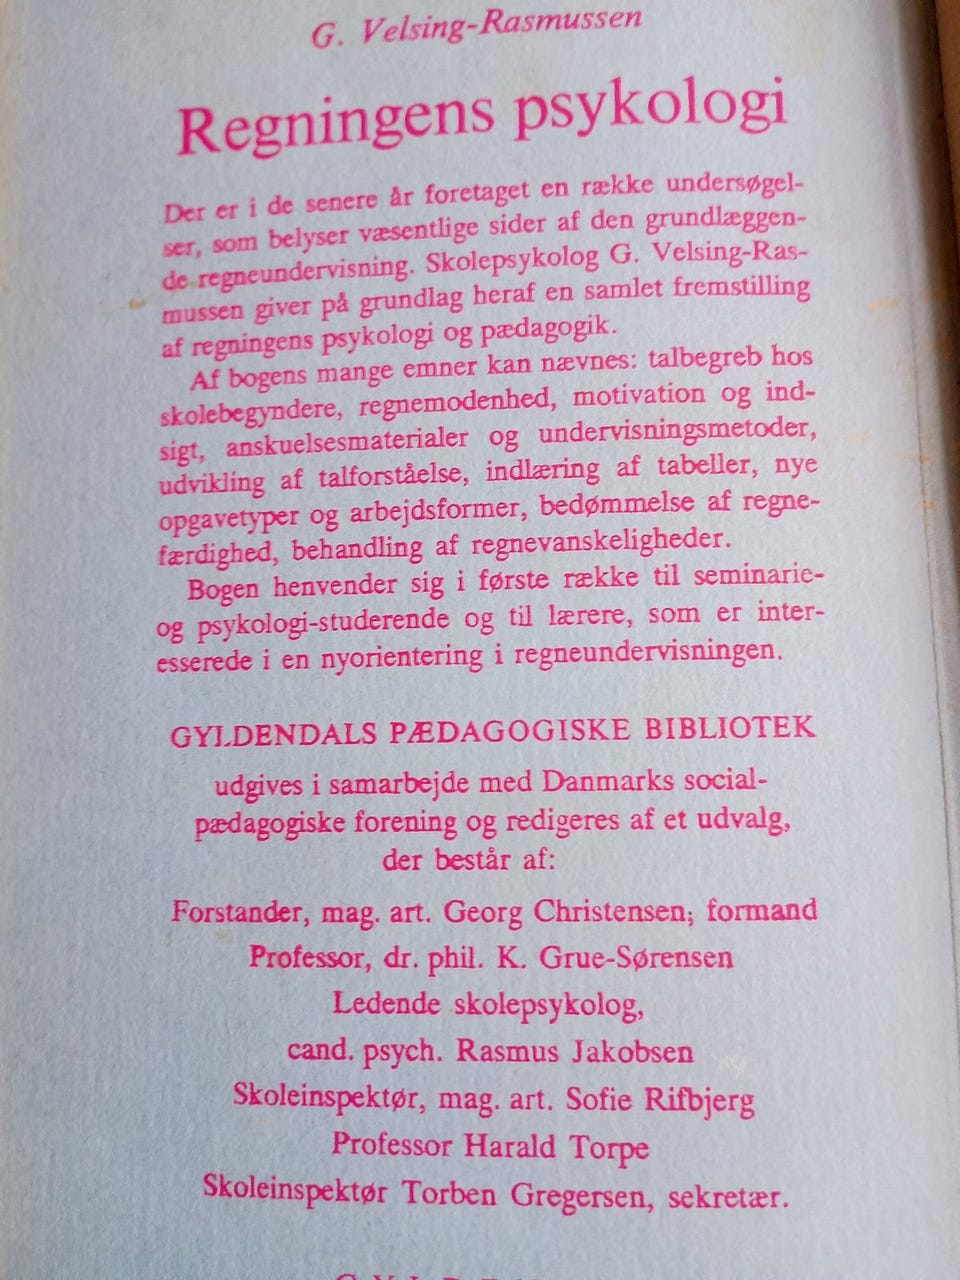 G. Velsing-Rasmussen
Regningens psykologi
Der er i de senere år foretaget en række undersøgel-
ser, som belyser væsentlige sider af den grundlæggen-
de regneundervisning. Skolepsykolog G. Velsing-Ras-
mussen giver på grundlag heraf en samlet fremstilling
af regningens psykologi og pædagogik.
Af bogens mange emner kan nævnes: talbegreb hos
skolebegyndere, regnemodenhed, motivation og ind-
sigt, anskuelsesmaterialer og undervisningsmetoder,
udvikling af talforståelse, indlæring af tabeller, nye
opgavetyper og arbejdsformer, bedømmelse af regne-
færdighed, behandling af regnevanskeligheder.
Bogen henvender sig i første række til seminarie-
og psykologi-studerende og til lærere, som er inter-
esserede i en nyorientering i regneundervisningen.
GYLDENDALS PÆDAGOGISKE BIBLIOTEK
udgives i samarbejde med Danmarks social-
pædagogiske forening og redigeres af et udvalg,
der består af:
Forstander, mag. art. Georg Christensen; formand
Professor, dr. phil. K. Grue-Sørensen
Ledende skolepsykolog,
cand. psych. Rasmus Jakobsen
Skoleinspektør, mag. art. Sofie Rifbjerg
Professor Harald Torpe
Skoleinspektør Torben Gregersen, sekretær.